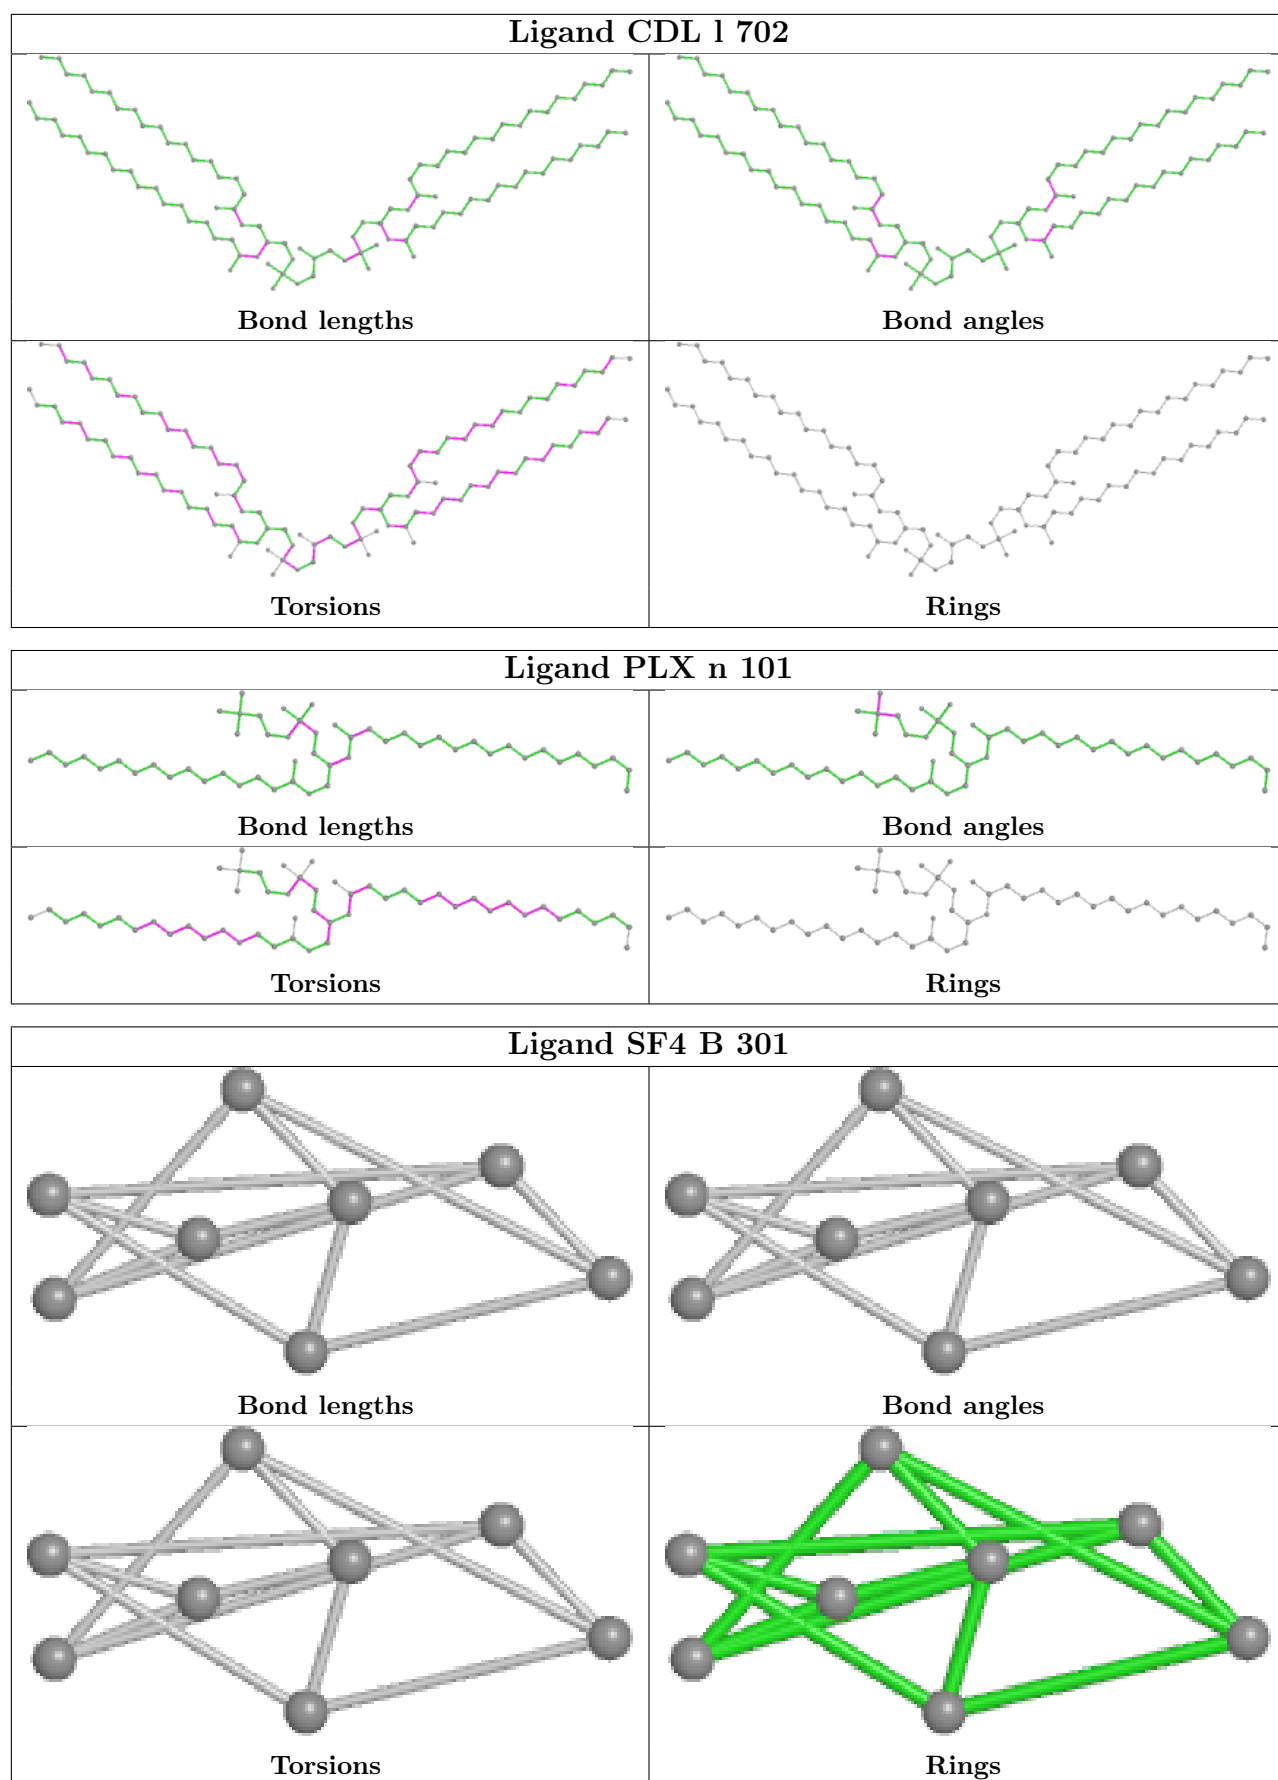 Ligand CDL l 702
Bond lengths
Bond angles
Torsions
Rings
Ligand PLX n 101
Bond lengths
Bond angles
Torsions
Rings
Ligand SF4 B 301
Bond lengths
Bond angles
Torsions
Rings